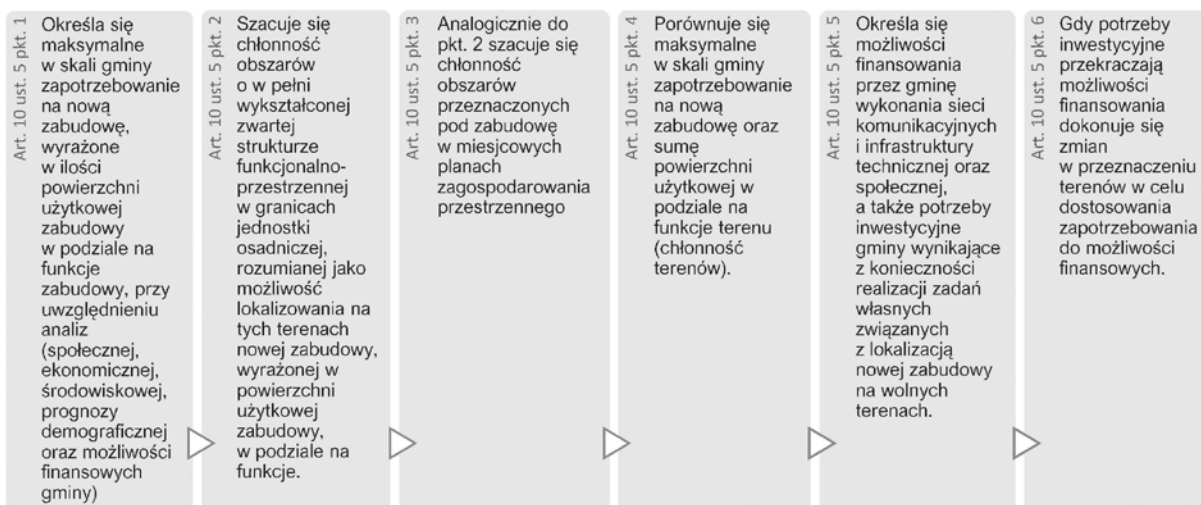 Art. 10 ust. 5 pkt. 1
Określa się
maksymalne
w skali gminy
zapotrzebowanie
na nową
zabudowę,
wyrażone
w ilości
powierzchni
użytkowej
zabudowy
w podziale na
funkcje
zabudowy, przy
uwzględnieniu
analiz
(społecznej,
ekonomicznej,
środowiskowej,
prognozy
demograficznej
oraz możliwości
finansowych
gminy)
Art. 10 ust. 5 pkt. 2
Szacuje się
chłonność
obszarów
o w pełni
wykształconej
zwartej
strukturze
funkcjonalno-
przestrzennej
w granicach
jednostki
osadniczej,
rozumianej jako
możliwość
lokalizowania na
tych terenach
nowej zabudowy,
wyrażonej w
powierzchni
użytkowej
zabudowy,
w podziale na
funkcje.
Art. 10 ust. 5 pkt. 3
Analogicznie do
pkt. 2 szacuje się
chłonność
obszarów
przeznaczonych
pod zabudowę
w miesjcowych
planach
zagospodarowania
przestrzennego
Art. 10 ust. 5 pkt. 4
Porównuje się
maksymalne
w skali gminy
zapotrzebowanie
na nową
zabudowę oraz
sumę
powierzchni
użytkowej w
podziale na
funkcje terenu
(chłonność
terenów).
Art. 10 ust. 5 pkt. 5
Określa się
możliwości
finansowania
przez gminę
wykonania sieci
komunikacyjnych
i infrastruktury
technicznej oraz
społecznej,
a także potrzeby
inwestycyjne
gminy wynikające
z konieczności
realizacji zadań
własnych
związanych
z lokalizacją
nowej zabudowy
na wolnych
terenach.
Art. 10 ust. 5 pkt. 6
Gdy potrzeby
inwestycyjne
przekraczają
możliwości
finansowania
dokonuje się
zmian
w przeznaczeniu
terenów w celu
dostosowania
zapotrzebowania
do możliwości
finansowych.